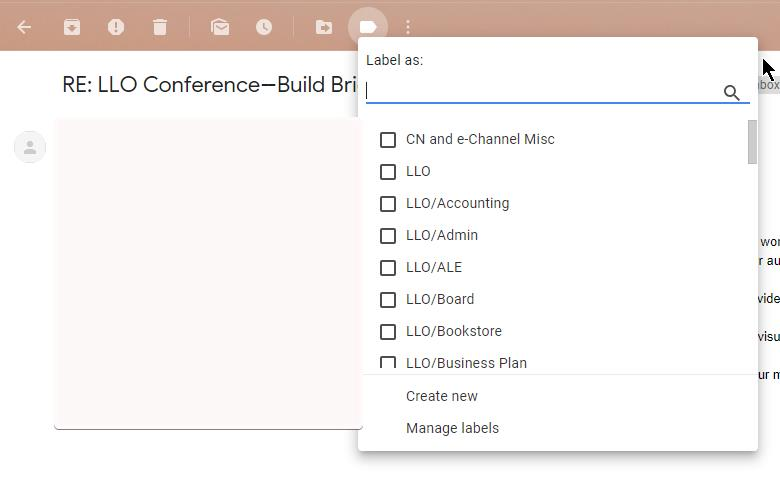 RE: LLO Conference—Build Bri
Label as:
CN and e-Channel Misc
LLO
LLO/Accounting
LLO/Admin
LLO/ALE
LLO/Board
LLO/Bookstore
LLO/Business Plan
Create new
Manage labels